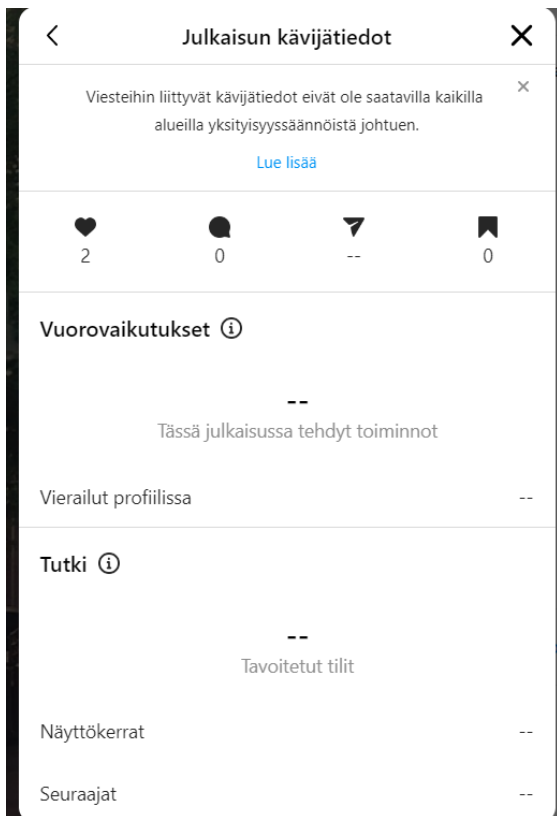 Julkaisun kävijätiedot
Viesteihin liittyvät kävijätiedot eivät ole saatavilla kaikilla
alueilla yksityisyyssäännöistä johtuen.
Lue lisää
2 0 -- 0
Vuorovaikutukset
--
Tässä julkaisussa tehdyt toiminnot
Vierailut profiilissa --
Tutki
--
Tavoitetut tilit
Näyttökerrat --
Seuraajat --